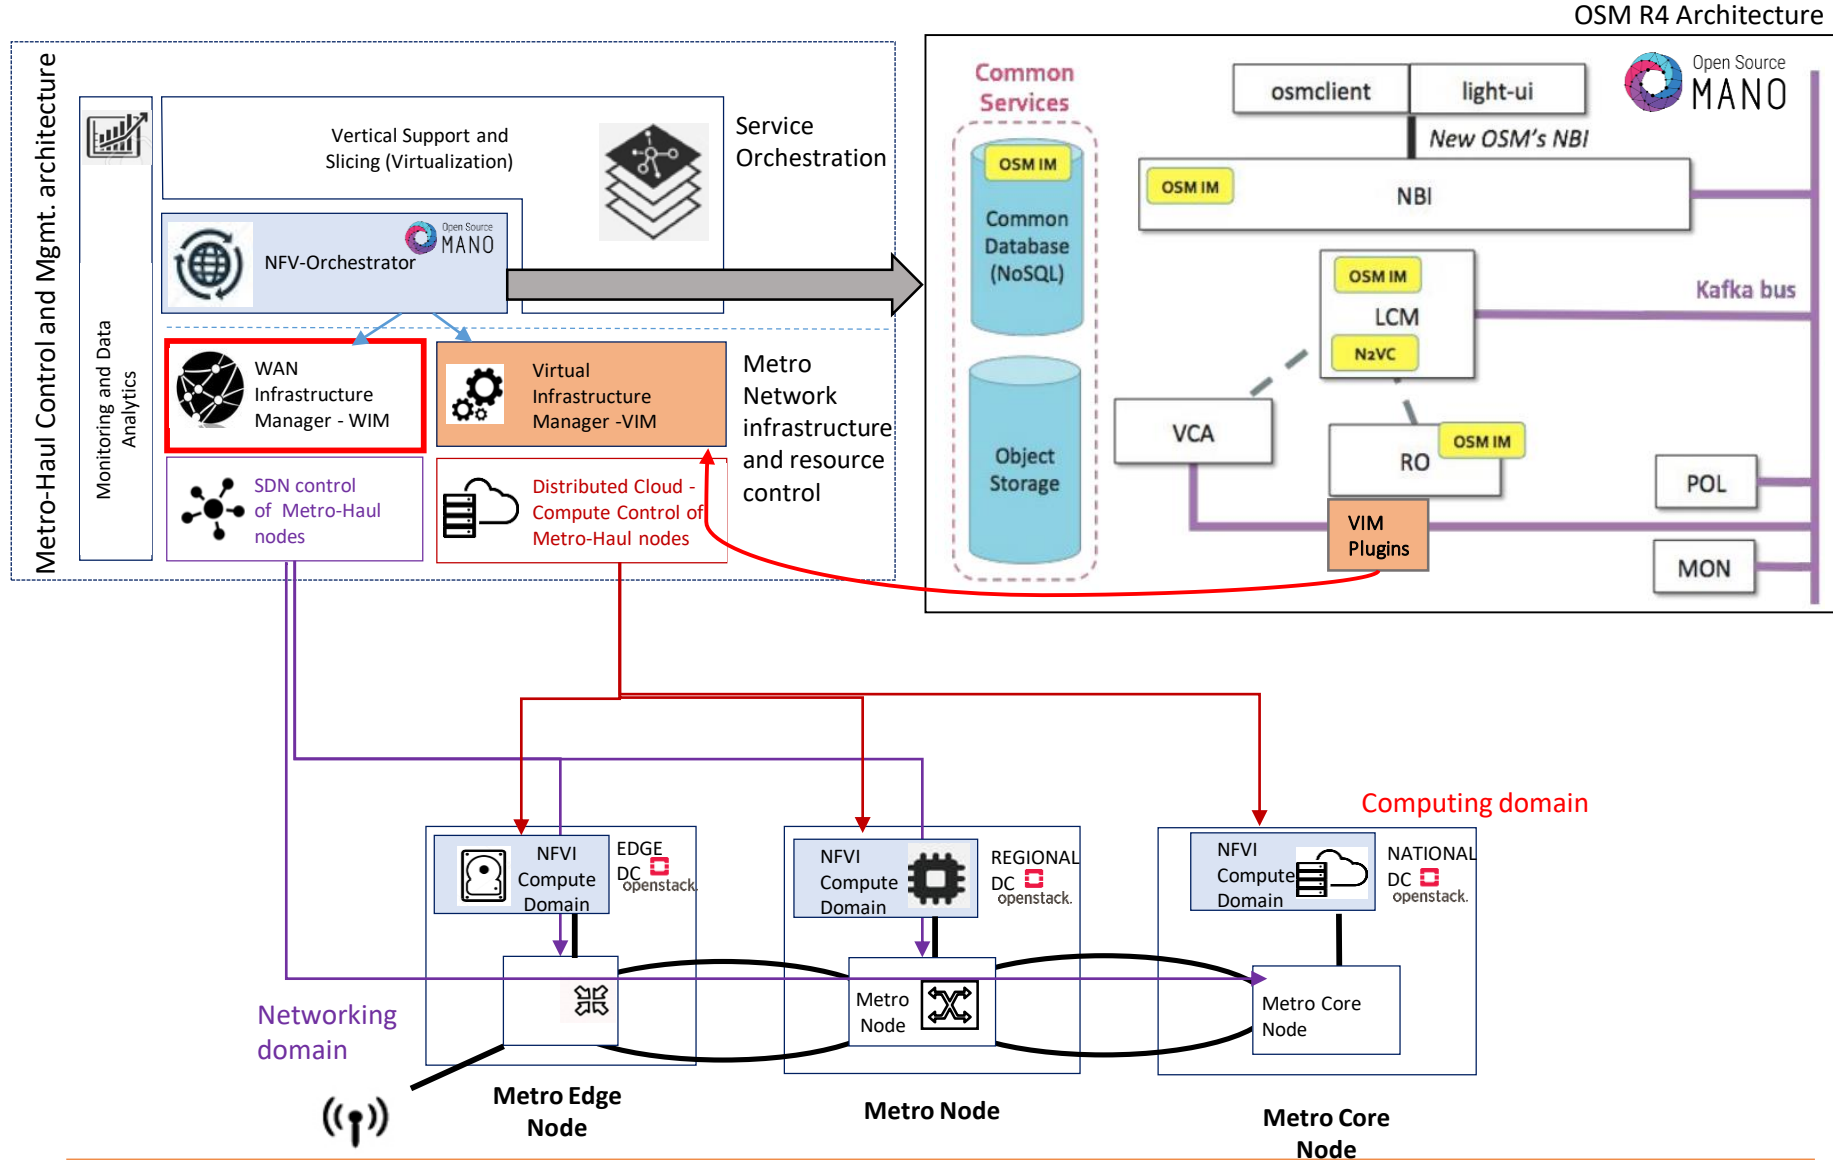 OSM R4 Architecture
Metro-Haul Control and Mgmt. architecture
Monitoring and Data
Analytics
Vertical Support and
Slicing (Virtualization)
Service
Orchestration
NFV-Orchestrator
Open Source
MANO
WAN
Infrastructure
Manager - WIM
Virtual
Infrastructure
Manager -VIM
Metro
Network
infrastructure
and resource
control
SDN control
of Metro-Haul
nodes
Distributed Cloud -
Compute Control of
Metro-Haul nodes
Common
Services
OSM IM
Common
Database
(NoSQL)
Object
Storage
osmclient
light-ui
Open Source
MANO
New OSM's NBI
OSM IM
NBI
OSM IM
LCM
N2VC
Kafka bus
VCA
RO
OSM IM
VIM
Plugins
POL
MON
Computing domain
NFVI
Compute
Domain
EDGE
DC
openstack.
NFVI
Compute
Domain
REGIONAL
DC
openstack.
NFVI
Compute
Domain
NATIONAL
DC
openstack.
Networking
domain
Metro
Node
Metro Core
Node
Metro Edge
Node
Metro Node
Metro Core
Node